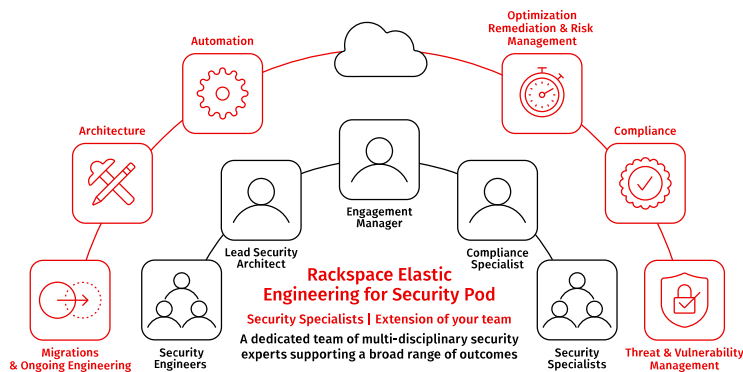 Optimization
Remediation & Risk
Management
Automation
Architecture
Compliance
Engagement
Manager
Lead Security
Architect
Compliance
Specialist
Rackspace Elastic
Engineering for Security Pod
Security Specialists | Extension of your team
A dedicated team of multi-disciplinary security
experts supporting a broad range of outcomes
Migrations
& Ongoing Engineering
Security
Engineers
Security
Specialists
Threat & Vulnerability
Management